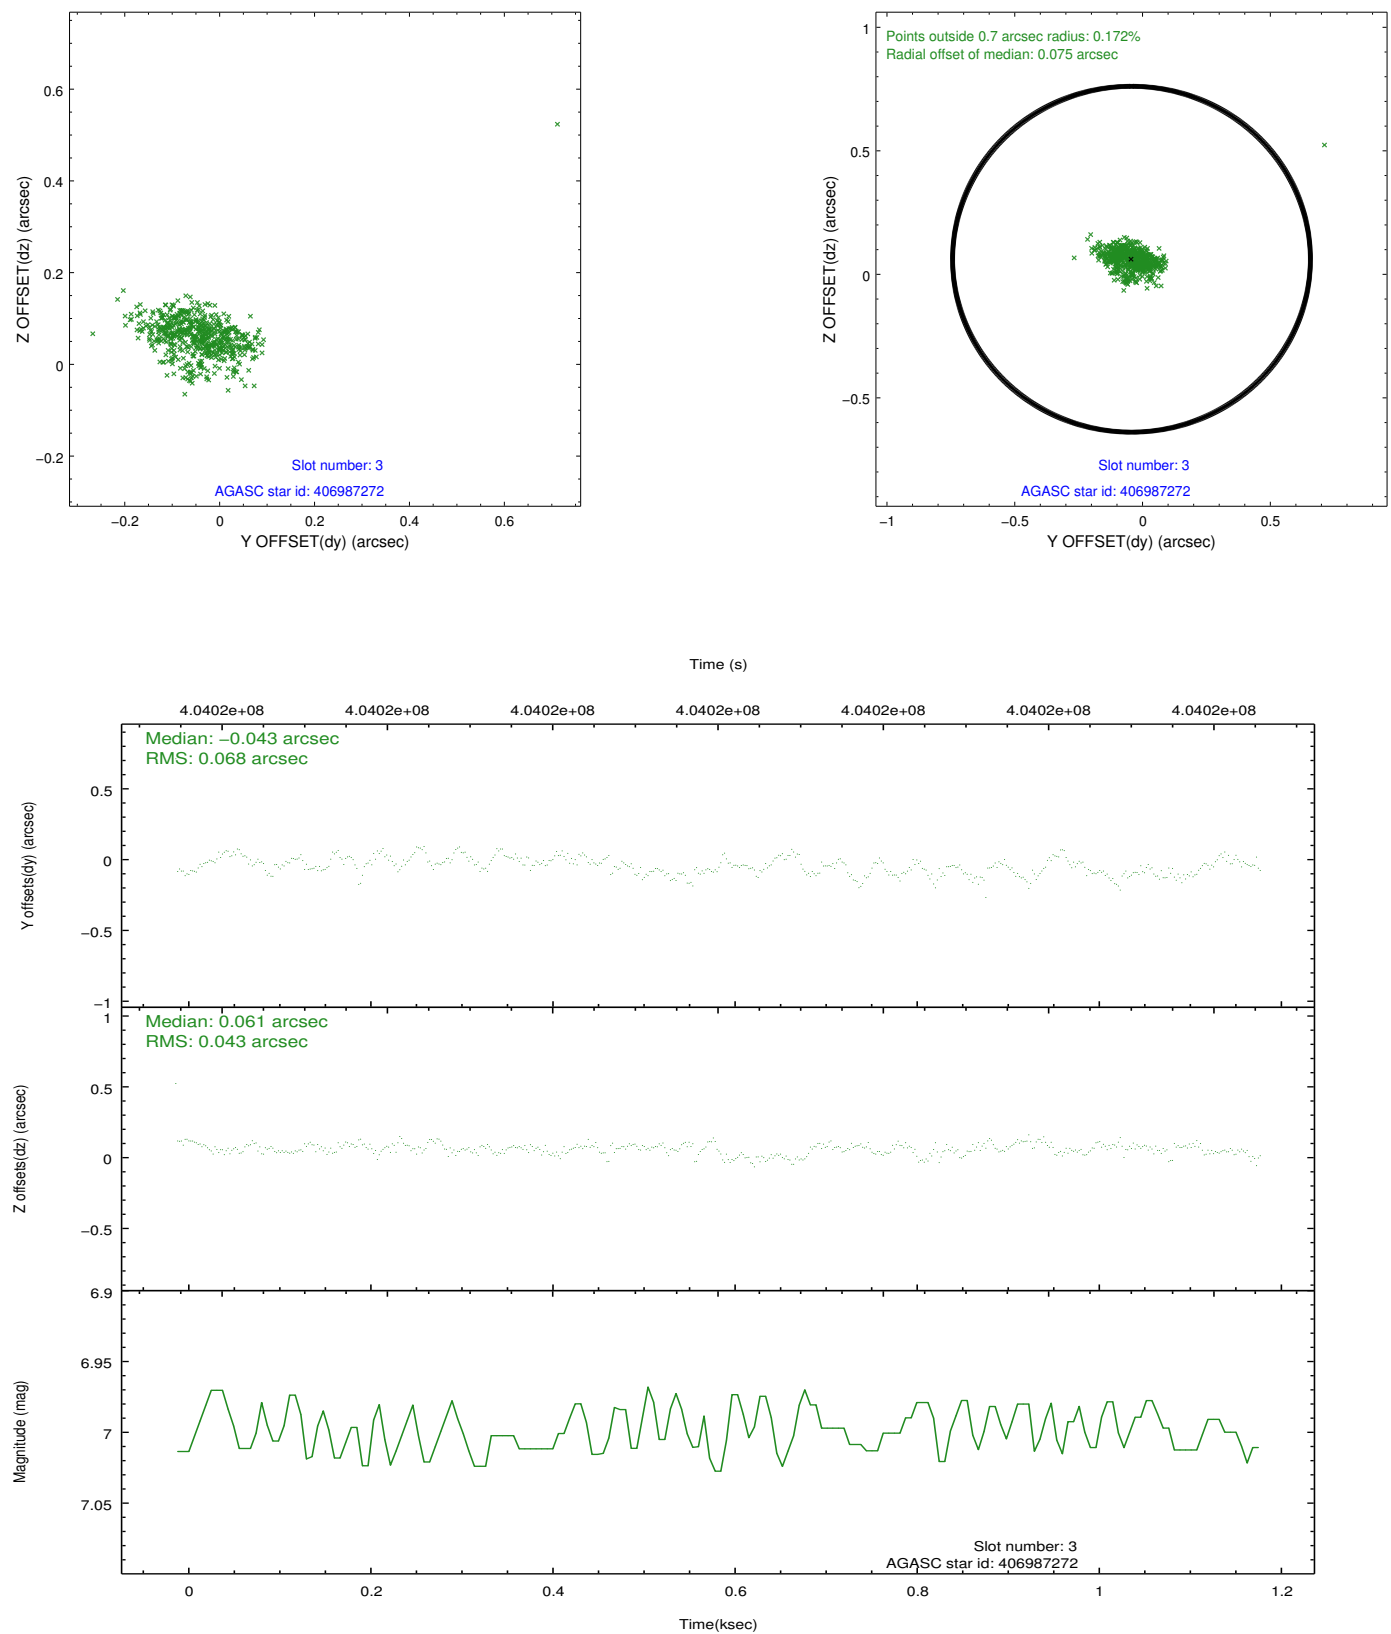 0.6
0.4
0.2
0
−0.2
Z OFFSET(dz) (arcsec)
Slot number: 3
AGASC star id: 406987272
−0.2 0 0.2 0.4 0.6
Y OFFSET(dy) (arcsec)
Points outside 0.7 arcsec radius: 0.172%
Radial offset of median: 0.075 arcsec
1
0.5
0
−0.5
Z OFFSET(dz) (arcsec)
Slot number: 3
AGASC star id: 406987272
−1 −0.5 0 0.5
Y OFFSET(dy) (arcsec)
Time (s)
4.0402e+08 4.0402e+08 4.0402e+08 4.0402e+08 4.0402e+08 4.0402e+08 4.0402e+08
Median: −0.043 arcsec
RMS: 0.068 arcsec
0.5
0
−0.5
−1
Y offsets(dy) (arcsec)
Median: 0.061 arcsec
RMS: 0.043 arcsec
1
0.5
0
−0.5
Z offsets(dz) (arcsec)
6.9
6.95
7
7.05
Magnitude (mag)
Slot number: 3
AGASC star id: 406987272
0 0.2 0.4 0.6 0.8 1 1.2
Time(ksec)